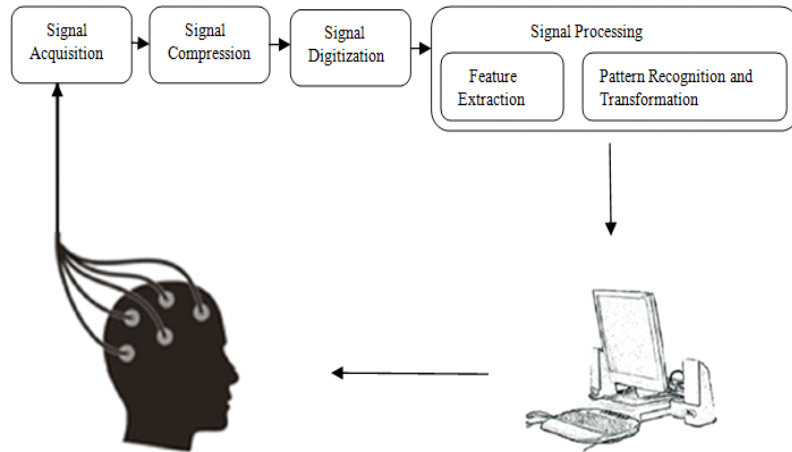 Signal
Acquisition
Signal
Compression
Signal
Digitization
Signal Processing
Feature
Extraction
Pattern Recognition and
Transformation